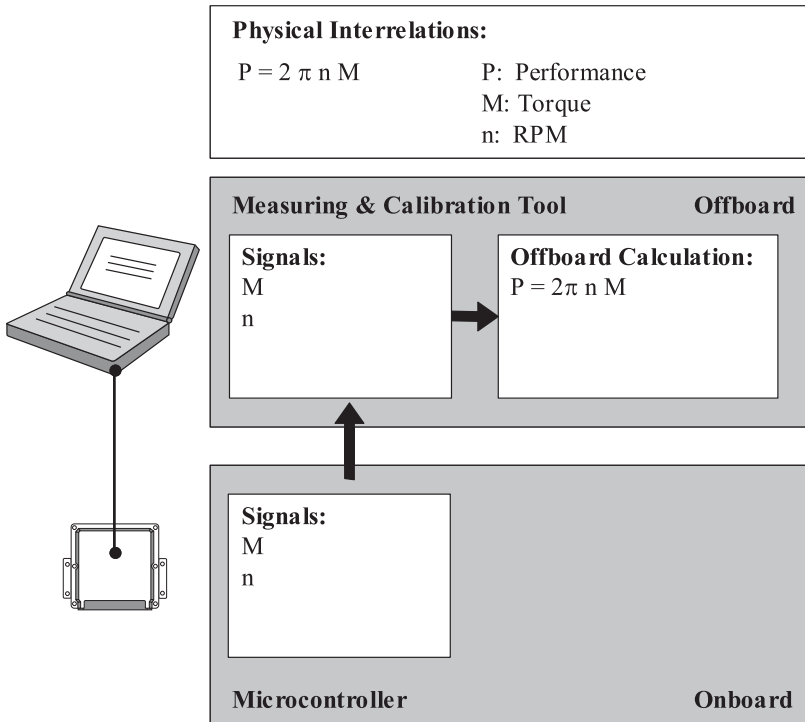 Physical Interrelations:
P = 2 π n M
P: Performance
M: Torque
n: RPM
Measuring & Calibration Tool Offboard
Signals:
M
n
Offboard Calculation:
P = 2π n M
Signals:
M
n
Microcontroller Onboard